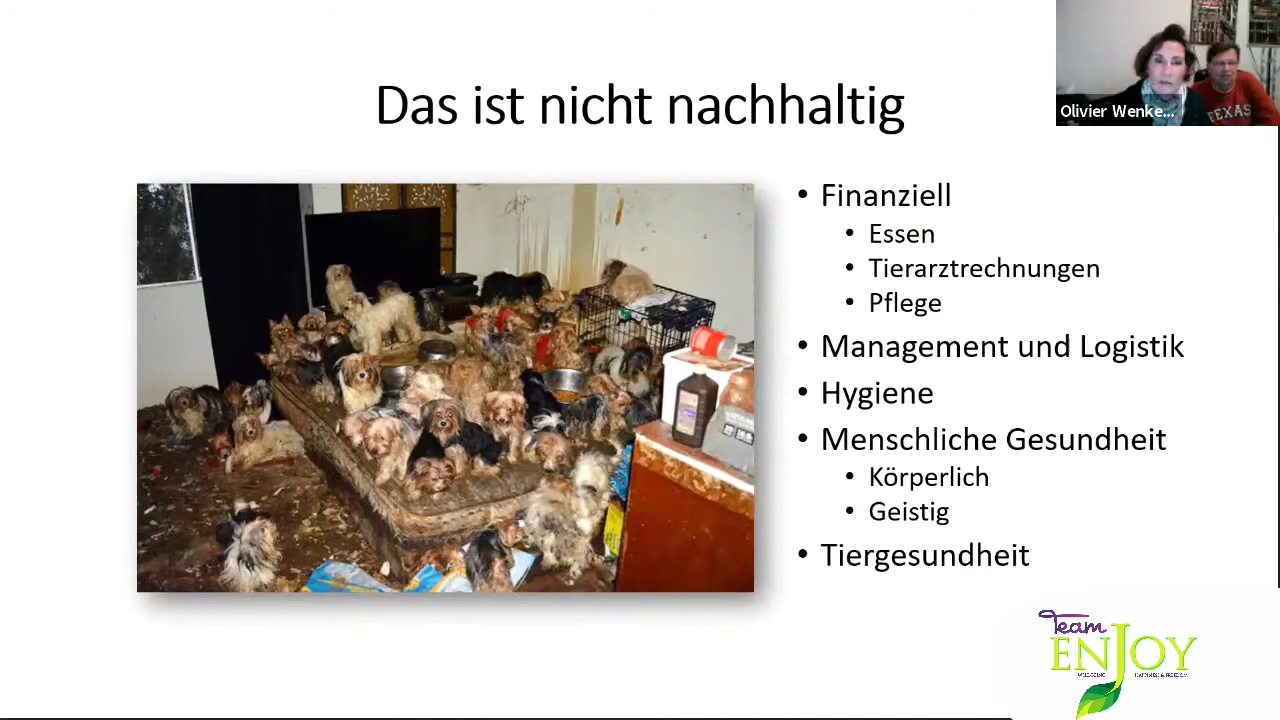 Das ist nicht nachhaltig
Olivier Wenke...
TEXAS
• Finanziell
• Essen
• Tierarztrechnungen
• Pflege
• Management und Logistik
• Hygiene
• Menschliche Gesundheit
• Körperlich
• Geistig
• Tiergesundheit
Team
ENJOY